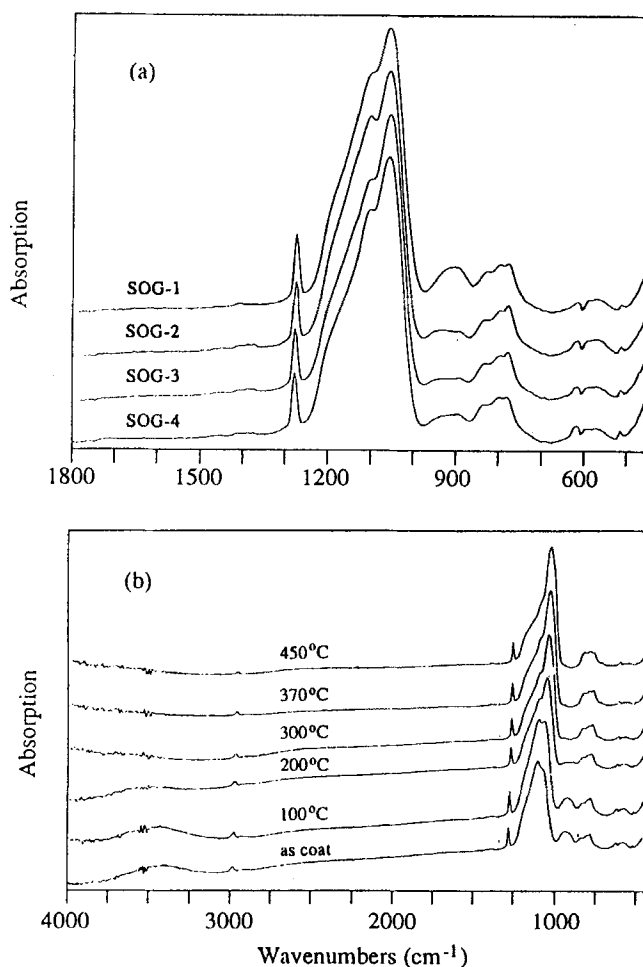 (a)
Absorption
SOG-1
SOG-2
SOG-3
SOG-4
1800 1500 1200 900 600
(b)
Absorption
450°C
370°C
300°C
200°C
100°C
as coat
4000 3000 2000 1000
Wavenumbers (cm⁻¹)